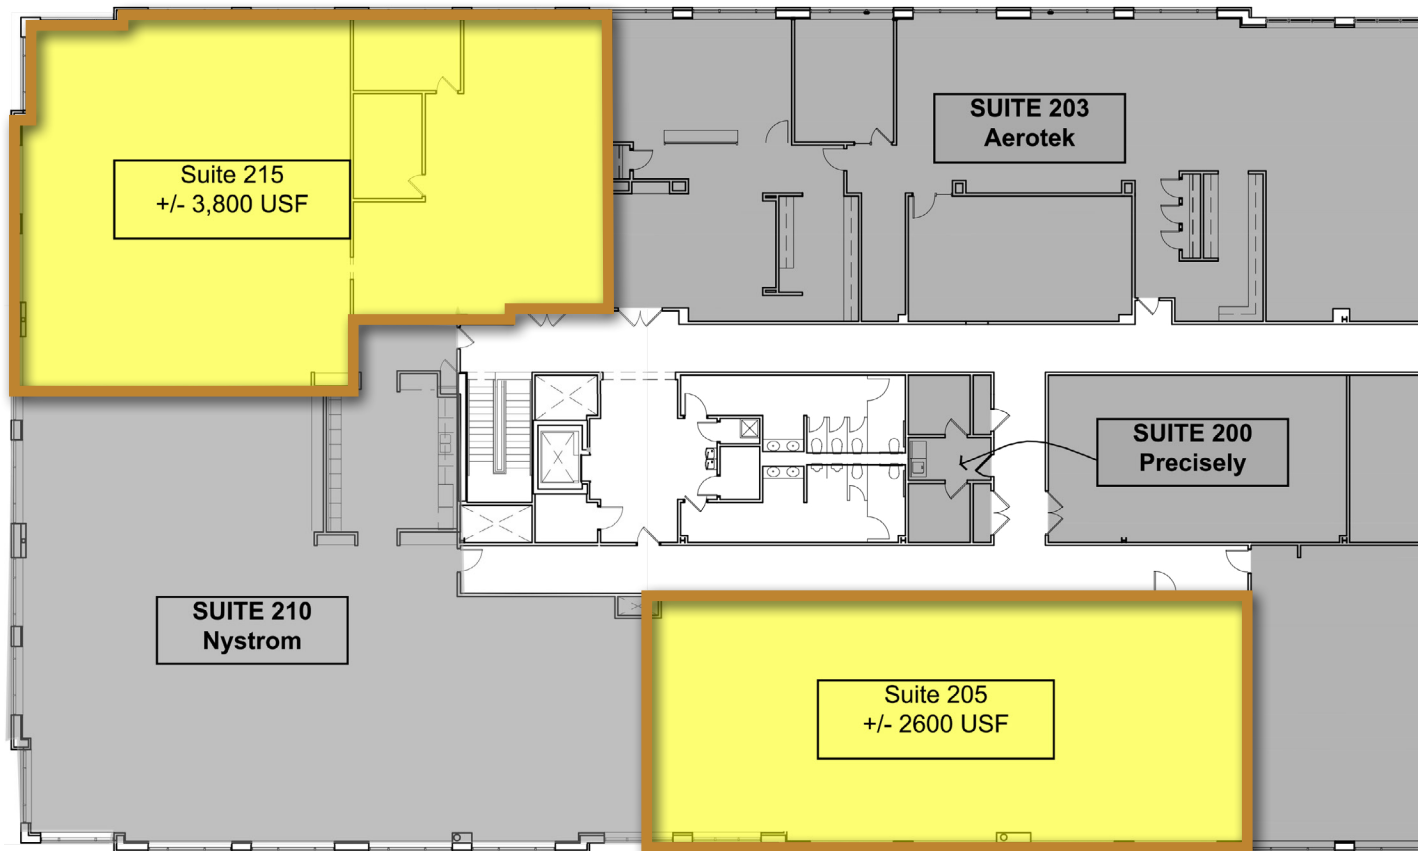 SUITE 203
Aerotek
Suite 215
+/- 3,800 USF
SUITE 200
Precisely
SUITE 210
Nystrom
Suite 205
+/- 2600 USF